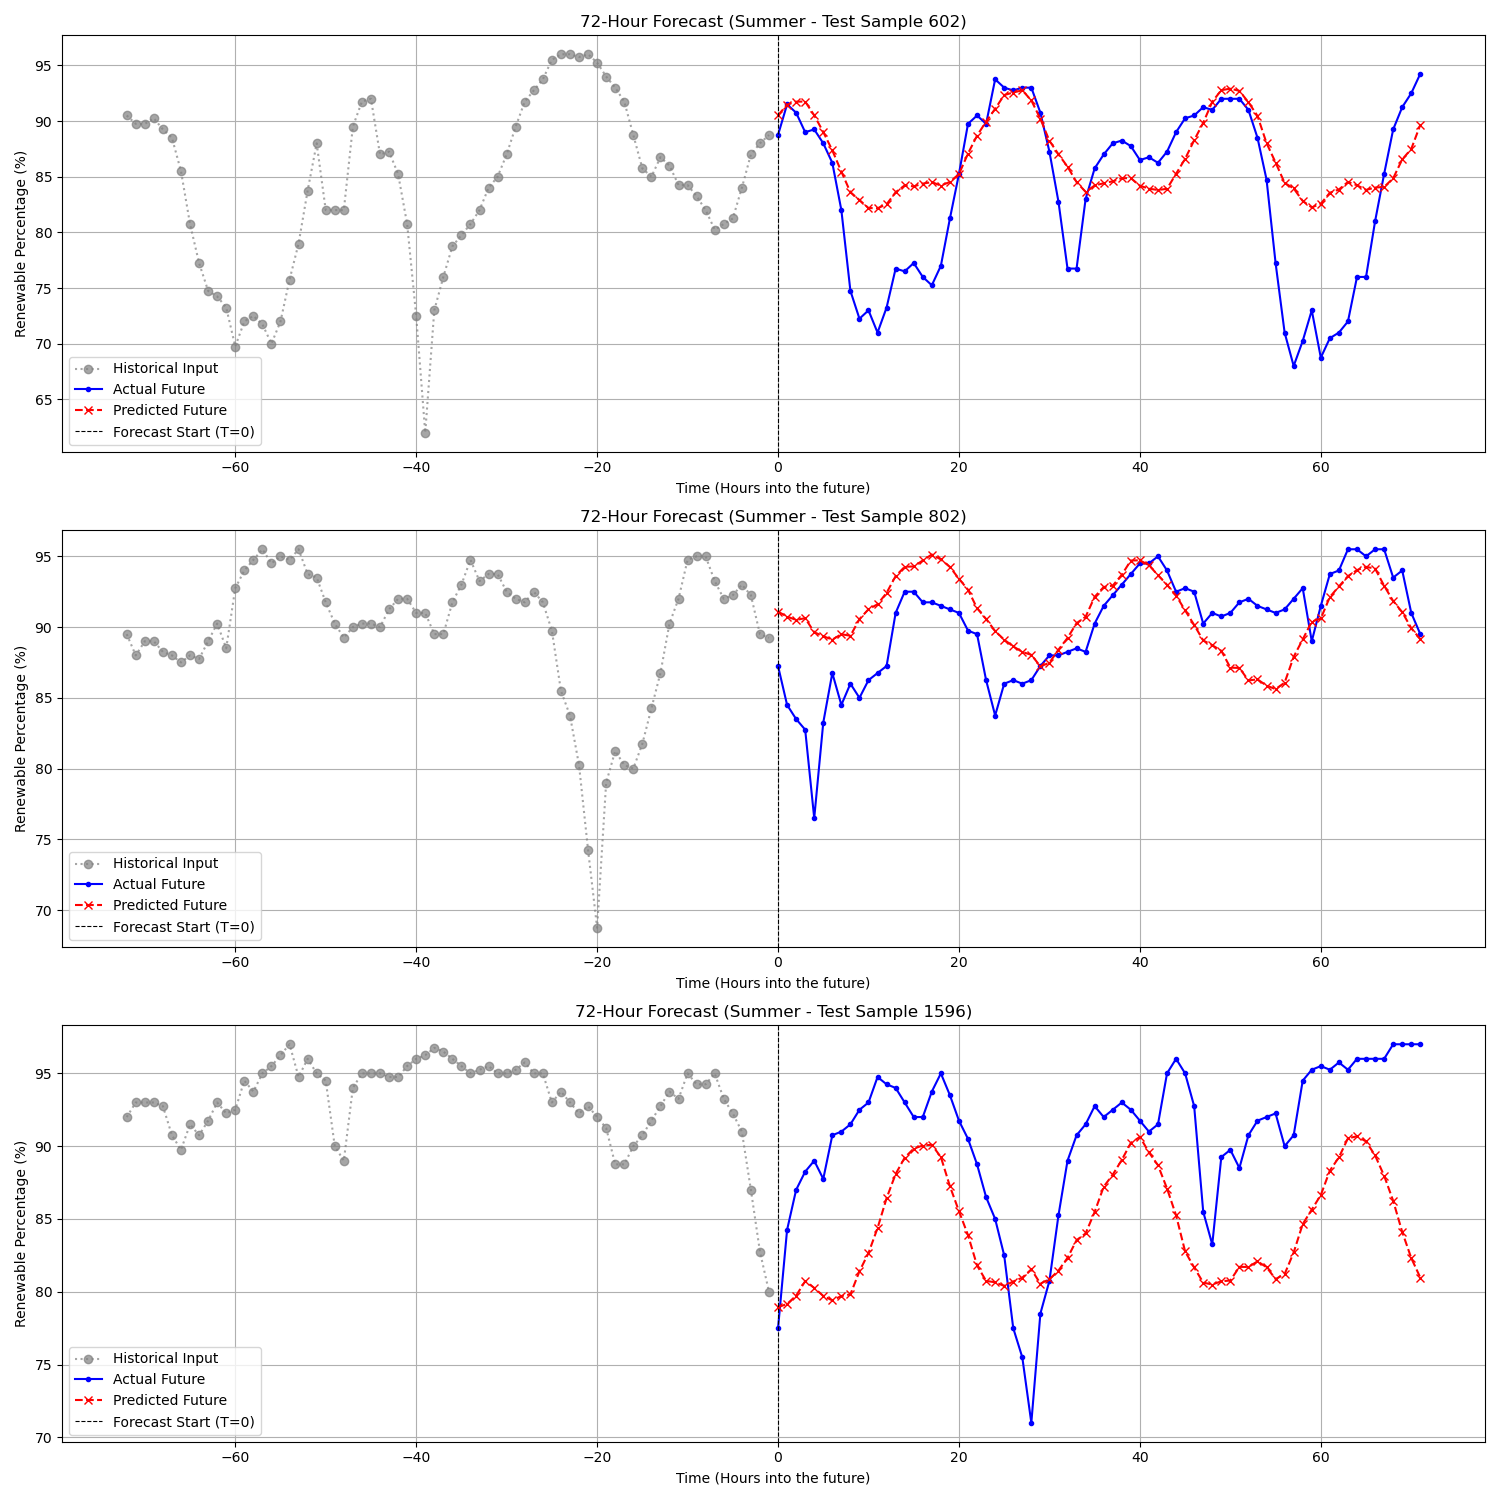 72-Hour Forecast (Summer - Test Sample 602)
95
90
85
80
75
70
65
Renewable Percentage (%)
Historical Input
Actual Future
Predicted Future
Forecast Start (T=0)
−60 −40 −20 0 20 40 60
Time (Hours into the future)
72-Hour Forecast (Summer - Test Sample 802)
95
90
85
80
75
70
Renewable Percentage (%)
Historical Input
Actual Future
Predicted Future
Forecast Start (T=0)
−60 −40 −20 0 20 40 60
Time (Hours into the future)
72-Hour Forecast (Summer - Test Sample 1596)
95
90
85
80
75
70
Renewable Percentage (%)
Historical Input
Actual Future
Predicted Future
Forecast Start (T=0)
−60 −40 −20 0 20 40 60
Time (Hours into the future)